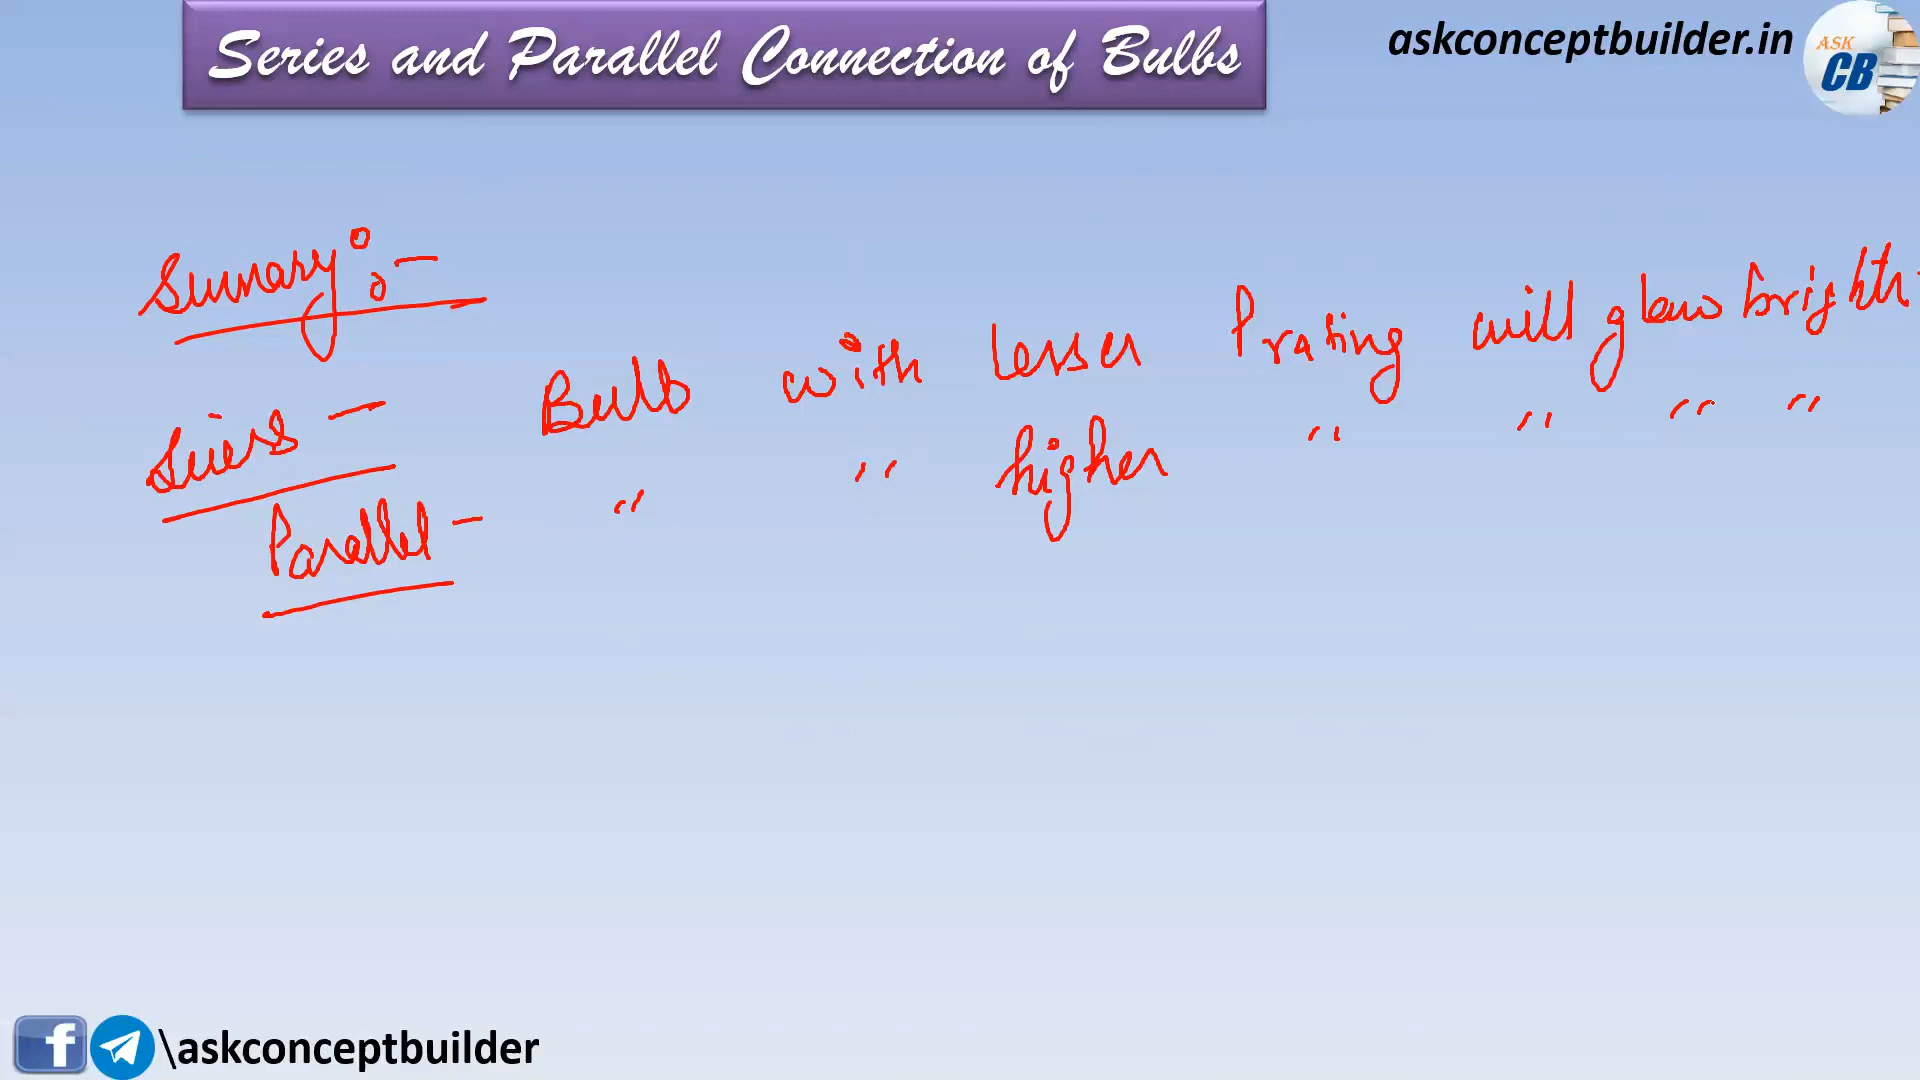 Series and Parallel Connection of Bulbs
askconceptbuilder.in
ASK
CB
Summary :-
Series - Bulb with lesser P rating will glow bright
Parallel - " " higher " " " "
\askconceptbuilder